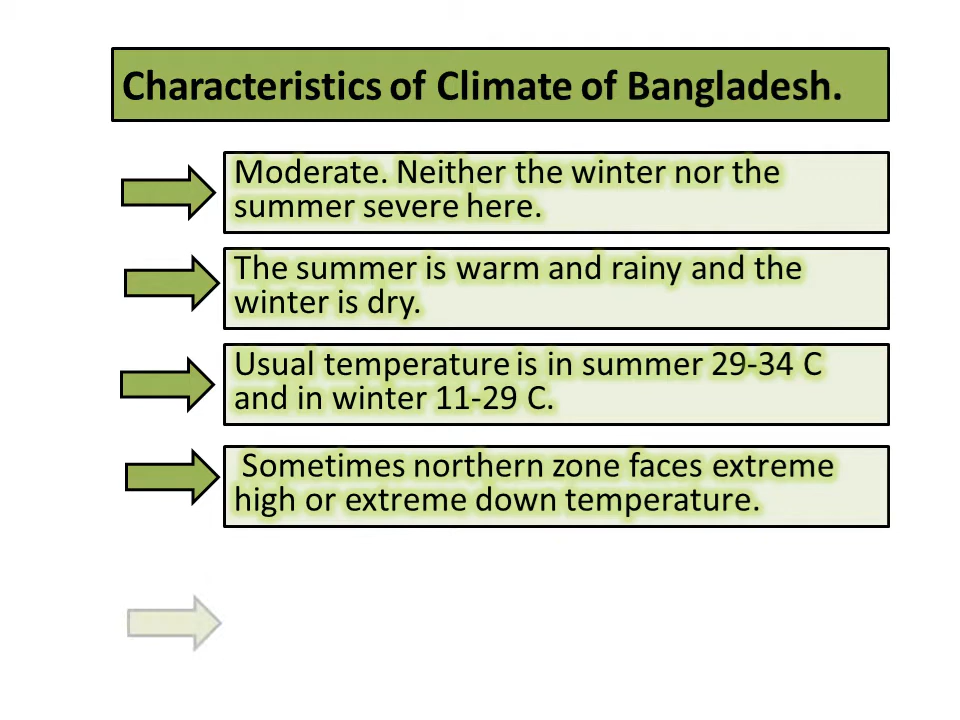 Characteristics of Climate of Bangladesh.
Moderate. Neither the winter nor the
summer severe here.
The summer is warm and rainy and the
winter is dry.
Usual temperature is in summer 29-34 C
and in winter 11-29 C.
Sometimes northern zone faces extreme
high or extreme down temperature.